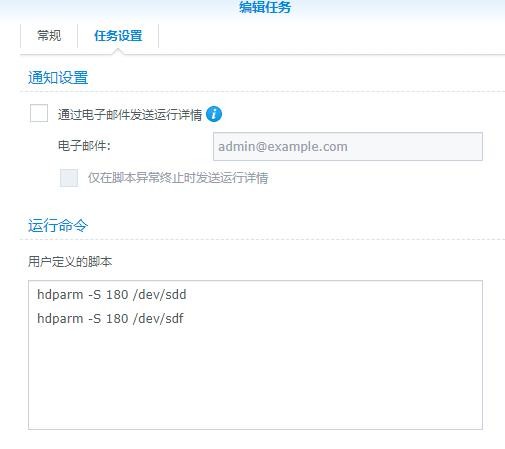 编辑任务
常规 任务设置
通知设置
通过电子邮件发送运行详情
电子邮件: admin@example.com
仅在脚本异常终止时发送运行详情
运行命令
用户定义的脚本
hdparm -S 180 /dev/sdd
hdparm -S 180 /dev/sdf